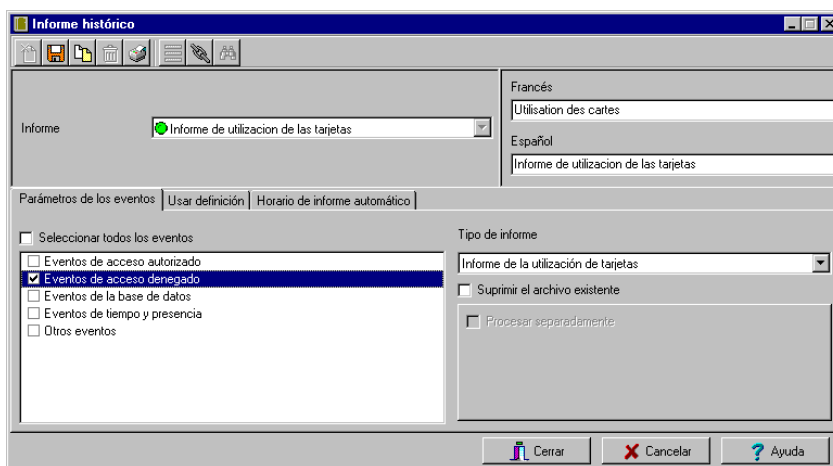 Informe histórico
Francés
Utilisation des cartes
Informe
Informe de utilizacion de las tarjetas
Español
Informe de utilizacion de las tarjetas
Parámetros de los eventos
Usar definición
Horario de informe automático
Seleccionar todos los eventos
Eventos de acceso autorizado
Eventos de acceso denegado
Eventos de la base de datos
Eventos de tiempo y presencia
Otros eventos
Tipo de informe
Informe de la utilización de tarjetas
Suprimir el archivo existente
Procesar separadamente
Cerrar
Cancelar
Ayuda